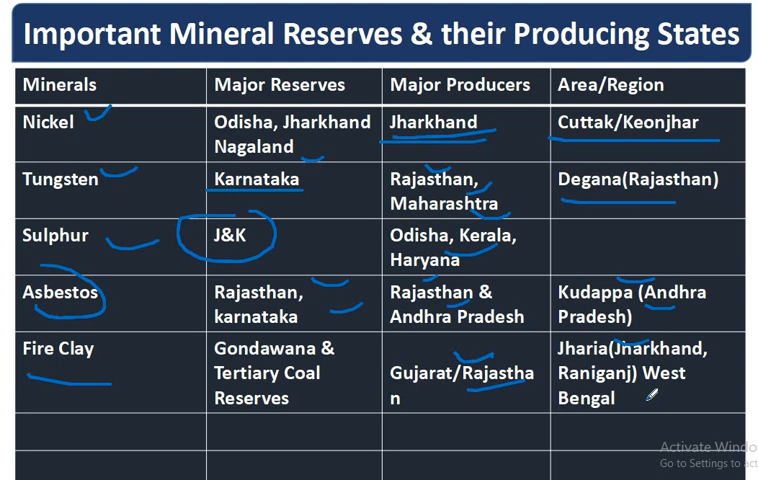 Important Mineral Reserves & their Producing States
Minerals
Major Reserves
Major Producers
Area/Region
Nickel
Odisha, Jharkhand
Nagaland
Jharkhand
Cuttak/Keonjhar
Tungsten
Karnataka
Rajasthan,
Maharashtra
Degana(Rajasthan)
Sulphur
J&K
Odisha, Kerala,
Haryana
Asbestos
Rajasthan,
karnataka
Rajasthan &
Andhra Pradesh
Kudappa (Andhra
Pradesh)
Fire Clay
Gondawana &
Tertiary Coal
Reserves
Gujarat/Rajastha
n
Jharia(Jharkhand,
Raniganj) West
Bengal
Activate Windo
Go to Settings to act